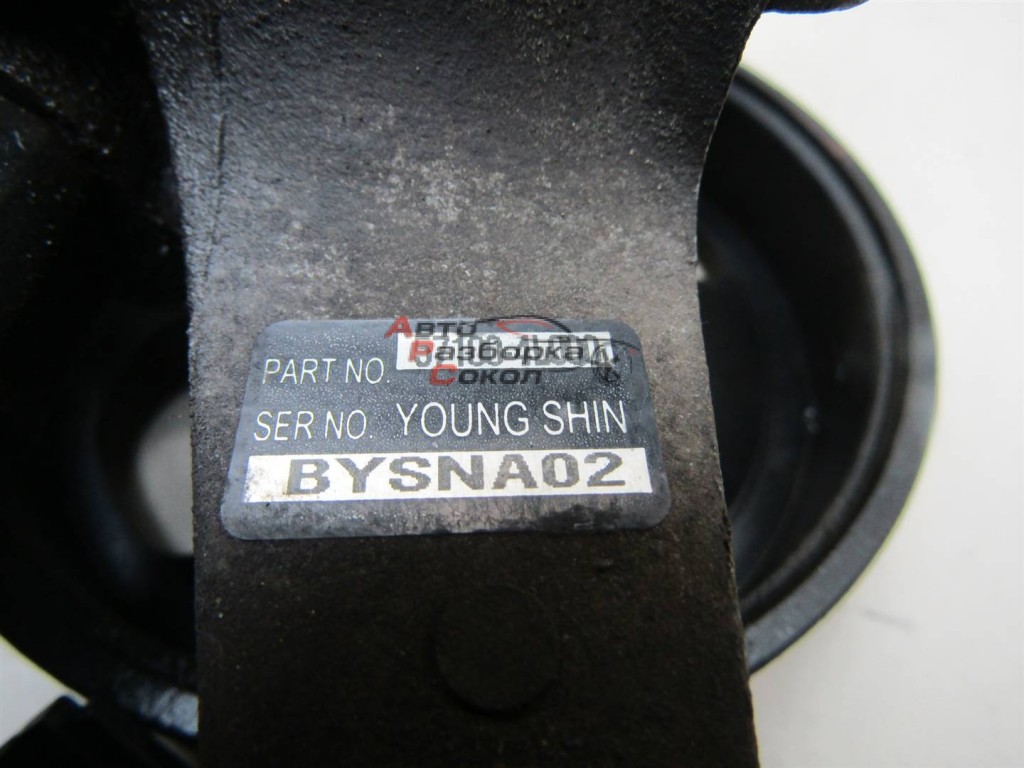 PART NO.
SER NO. YOUNG SHIN
BYSNA02
Авто
Разборка
Сокол